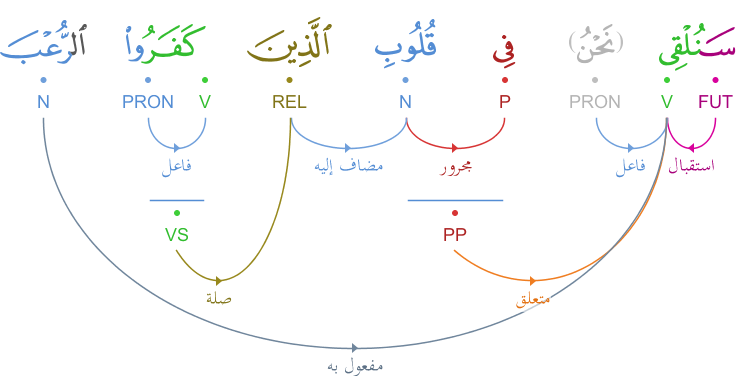 سَنُلْقِى (نَحْنُ) فِى قُلُوبِ ٱلَّذِينَ كَفَرُوا۟ ٱلرُّعْبَ
FUT V PRON P N REL V PRON N
استقبال فاعل مجرور مضاف إليه فاعل
PP VS
متعلق صلة
مفعول به